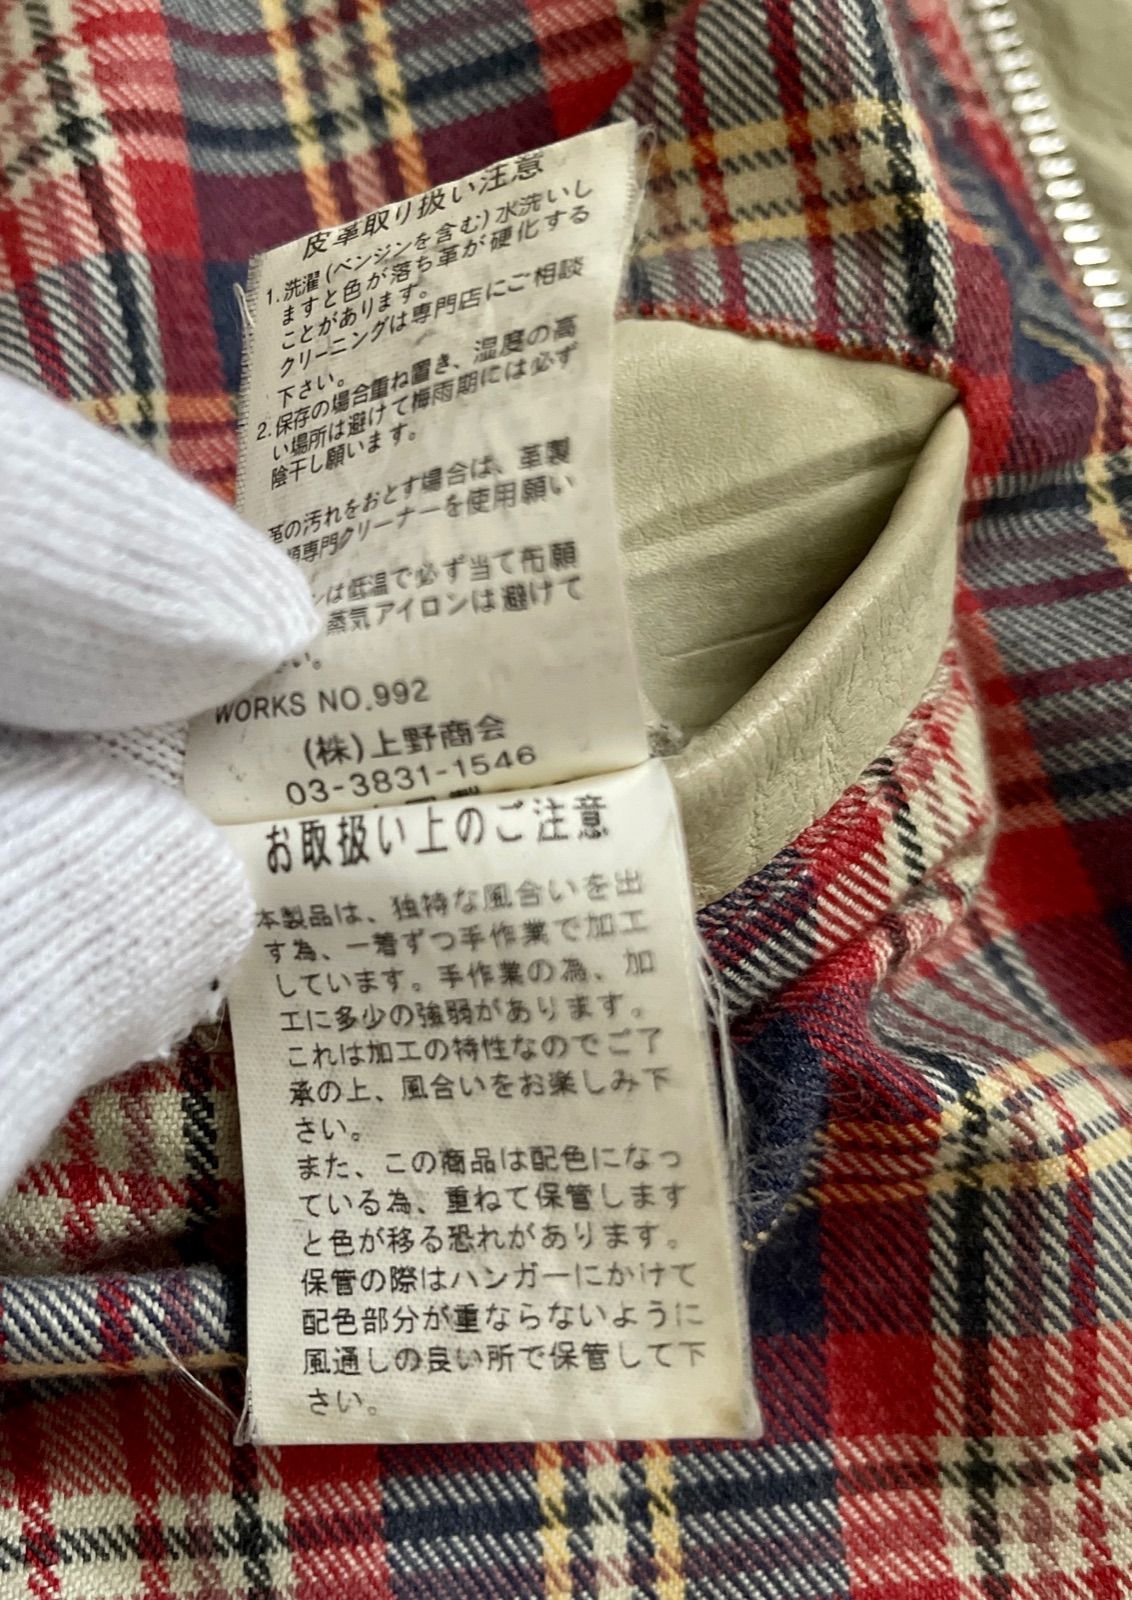 皮革取り扱い注意
1.洗濯(ベンジンを含む)水洗いし
ますと色が落ち革が硬化する
ことがあります。
クリーニングは専門店にご相談
下さい。
2.保存の場合重ね置き、湿度の高
い場所は避けて梅雨期には必ず
陰干し願います。
革の汚れをおとす場合は、革製
類専門クリーナーを使用願い
ンは低温で必ず当て布願
蒸気アイロンは避けて
い。
WORKS NO.992
(株)上野商会
03-3831-1546
お取扱い上のご注意
本製品は、独特な風合いを出
す為、一着ずつ手作業で加工
しています。手作業の為、加
工に多少の強弱があります。
これは加工の特性なのでご了
承の上、風合いをお楽しみ下
さい。
また、この商品は配色になっ
ている為、重ねて保管します
と色が移る恐れがあります。
保管の際はハンガーにかけて
配色部分が重ならないように
風通しの良い所で保管して下
さい。